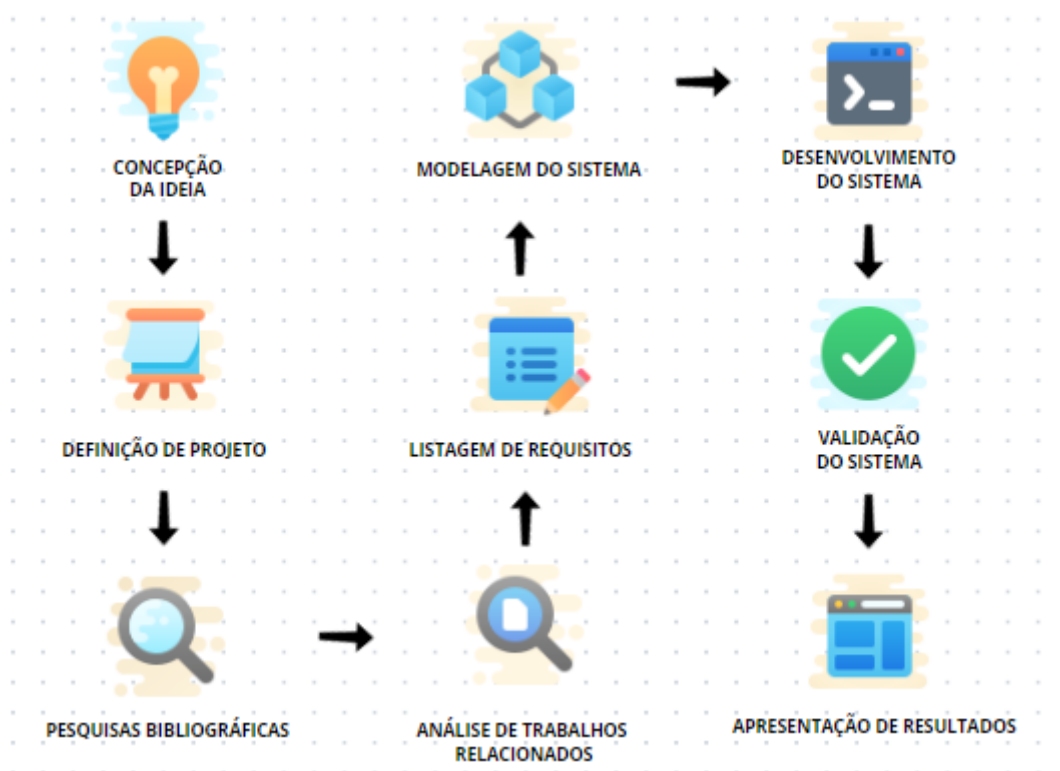 CONCEPÇÃO
DA IDEIA
DEFINIÇÃO DE PROJETO
PESQUISAS BIBLIOGRÁFICAS
ANÁLISE DE TRABALHOS
RELACIONADOS
LISTAGEM DE REQUISITOS
MODELAGEM DO SISTEMA
DESENVOLVIMENTO
DO SISTEMA
VALIDAÇÃO
DO SISTEMA
APRESENTAÇÃO DE RESULTADOS